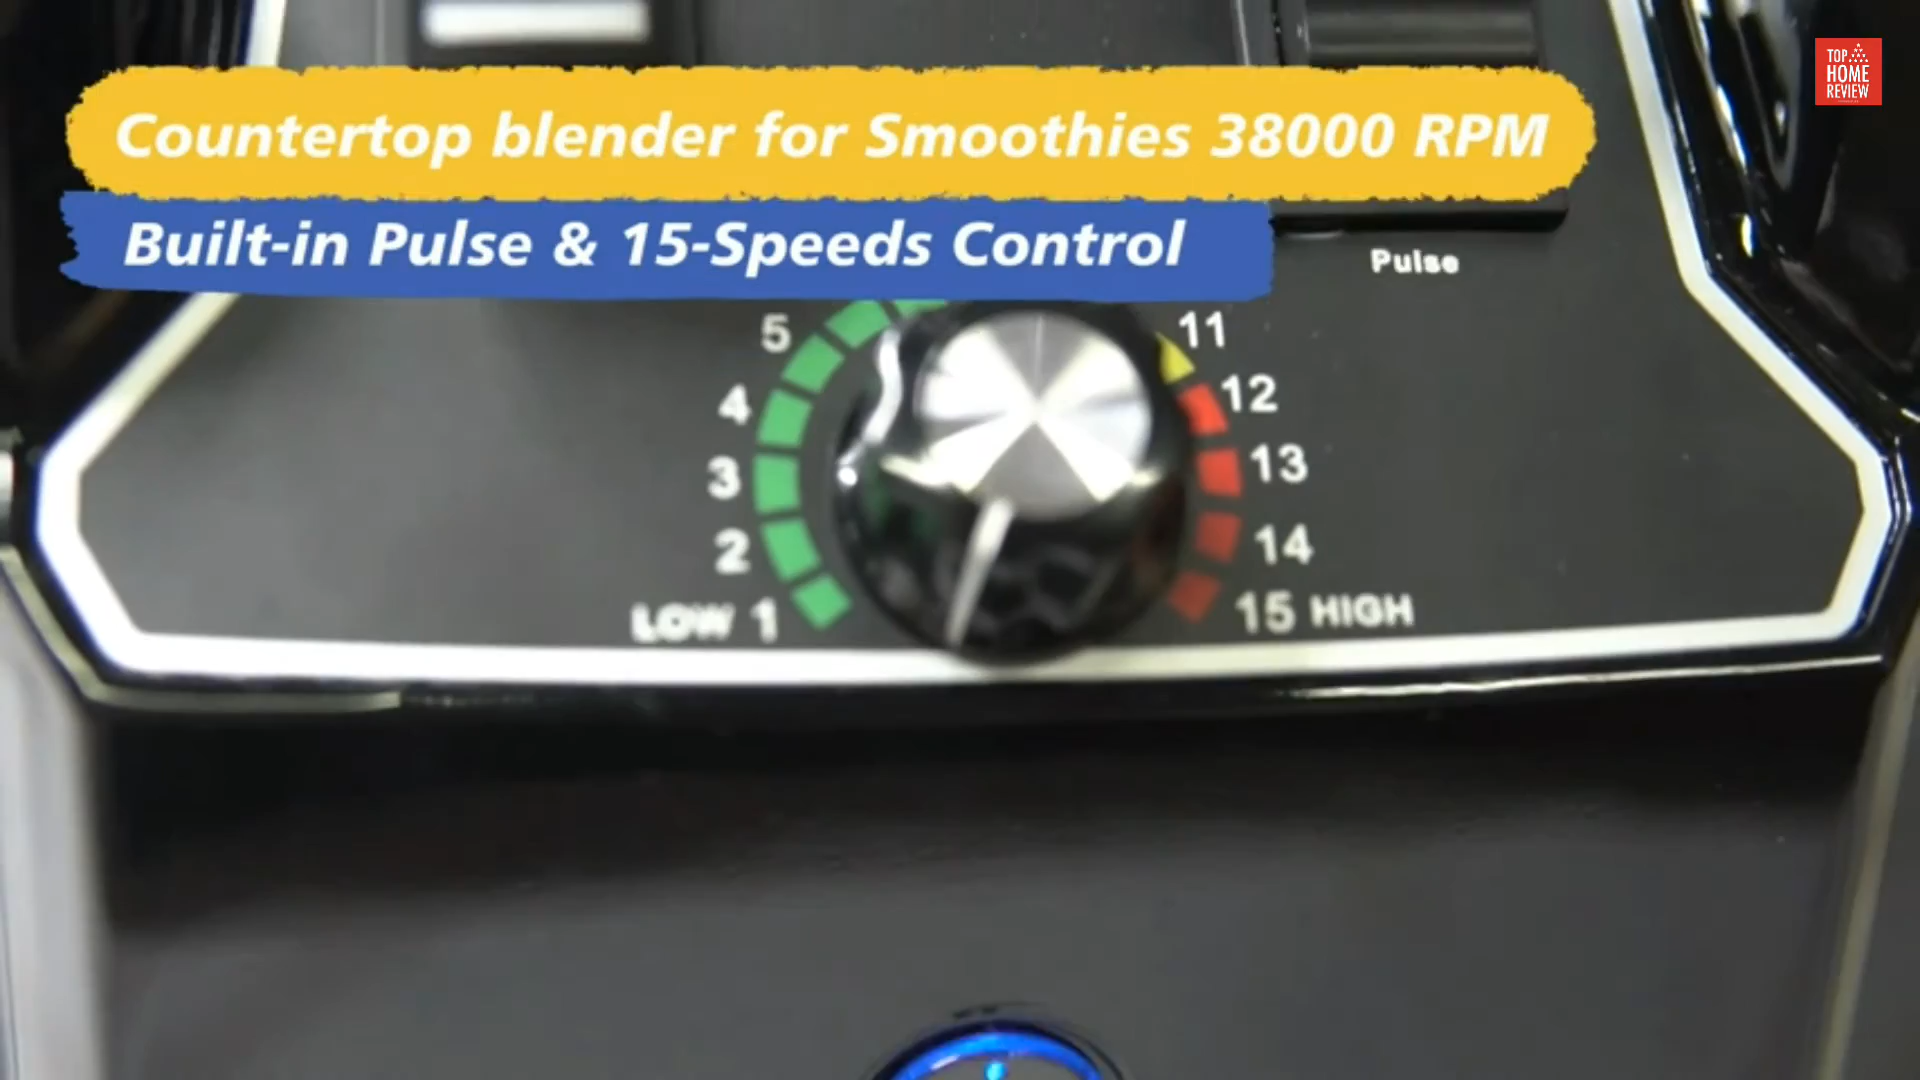 TOP
HOME
REVIEW
Countertop blender for Smoothies 38000 RPM
Built-in Pulse & 15-Speeds Control
Pulse
5
11
4
12
3
13
2
14
LOW 1
15 HIGH